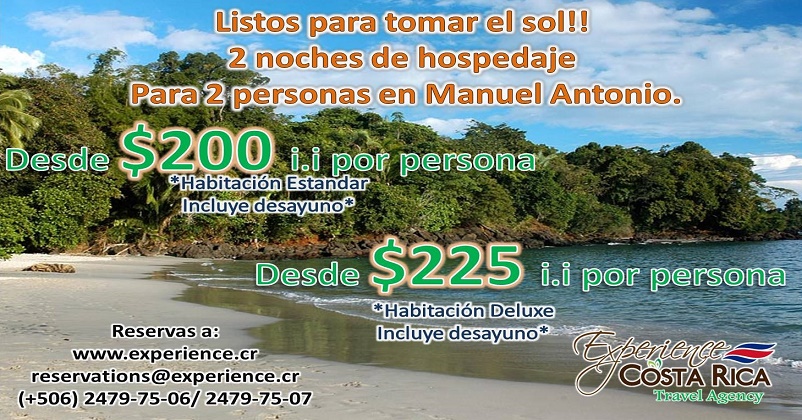 Listos para tomar el sol!!
2 noches de hospedaje
Para 2 personas en Manuel Antonio.
Desde $200 i.i por persona
*Habitación Estandar
Incluye desayuno*
Desde $225 i.i por persona
*Habitación Deluxe
Incluye desayuno*
Reservas a:
www.experience.cr
reservations@experience.cr
(+506) 2479-75-06/ 2479-75-07
Experience
COSTA RICA
Travel Agency